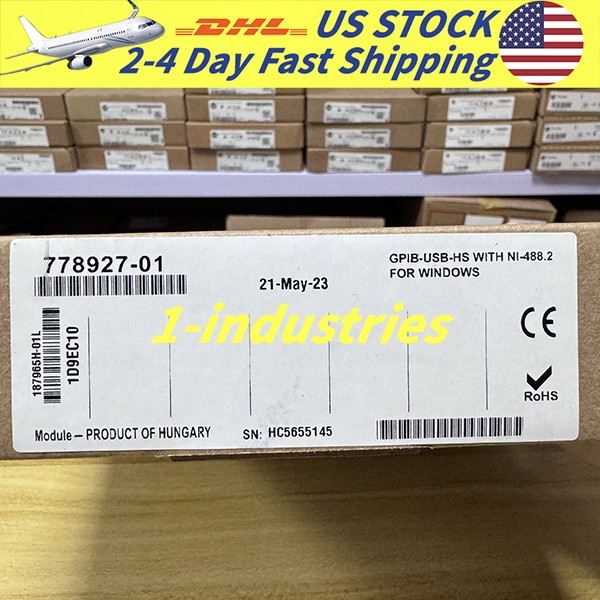 DHL
US STOCK
2-4 Day Fast Shipping
778927-01
21-May-23
GPIB-USB-HS WITH NI-488.2
FOR WINDOWS
1-industries
187965H-01L
1D9EC10
CE
RoHS
Module – PRODUCT OF HUNGARY
SN: HC5655145